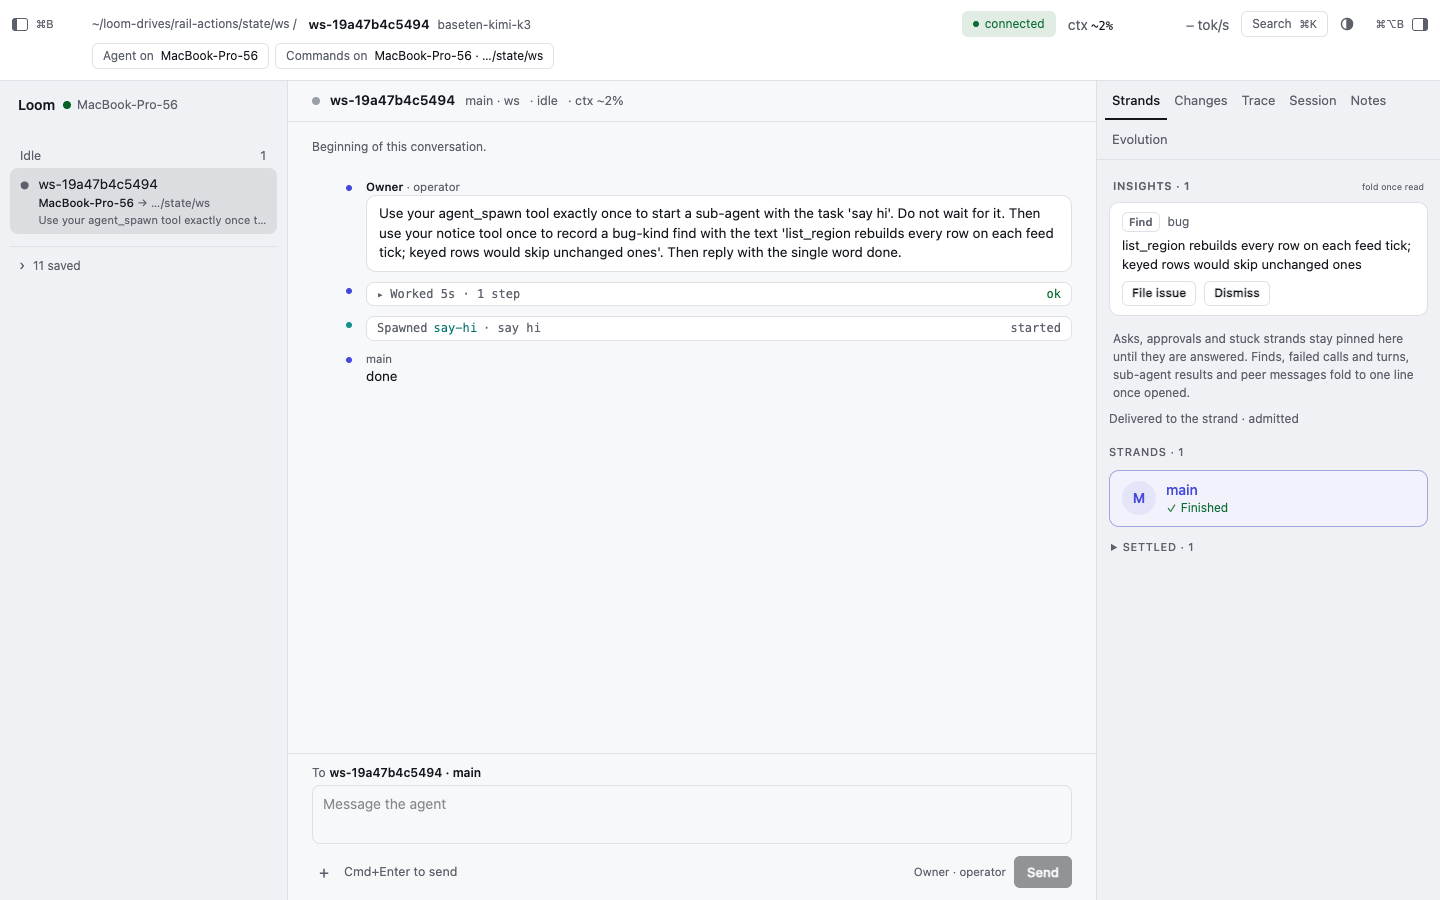 ⌘B
~/loom-drives/rail-actions/state/ws / ws-19a47b4c5494 baseten-kimi-k3
connected
ctx ~2%
– tok/s
Search ⌘K
⌘⌥B
Agent on MacBook-Pro-56
Commands on MacBook-Pro-56 · .../state/ws
Loom MacBook-Pro-56
Idle 1
ws-19a47b4c5494
MacBook-Pro-56 → .../state/ws
Use your agent_spawn tool exactly once t...
› 11 saved
ws-19a47b4c5494 main · ws · idle · ctx ~2%
Beginning of this conversation.
Owner · operator
Use your agent_spawn tool exactly once to start a sub-agent with the task 'say hi'. Do not wait for it. Then
use your notice tool once to record a bug-kind find with the text 'list_region rebuilds every row on each feed
tick; keyed rows would skip unchanged ones'. Then reply with the single word done.
▸ Worked 5s · 1 step ok
Spawned say-hi · say hi started
main
done
To ws-19a47b4c5494 · main
Message the agent
+ Cmd+Enter to send
Owner · operator
Send
Strands Changes Trace Session Notes
Evolution
INSIGHTS · 1 fold once read
Find bug
list_region rebuilds every row on each feed tick;
keyed rows would skip unchanged ones
File issue Dismiss
Asks, approvals and stuck strands stay pinned here
until they are answered. Finds, failed calls and turns,
sub-agent results and peer messages fold to one line
once opened.
Delivered to the strand · admitted
STRANDS · 1
M
main
✓ Finished
▶ SETTLED · 1